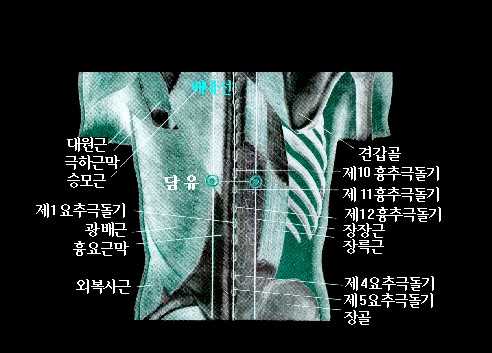 대원근
극하근막
승모근
담유
제1요추극돌기
광배근
흉요근막
외복사근
견갑골
제10흉추극돌기
제11흉추극돌기
제12흉추극돌기
장장근
장륵근
제4요추극돌기
제5요추극돌기
장골